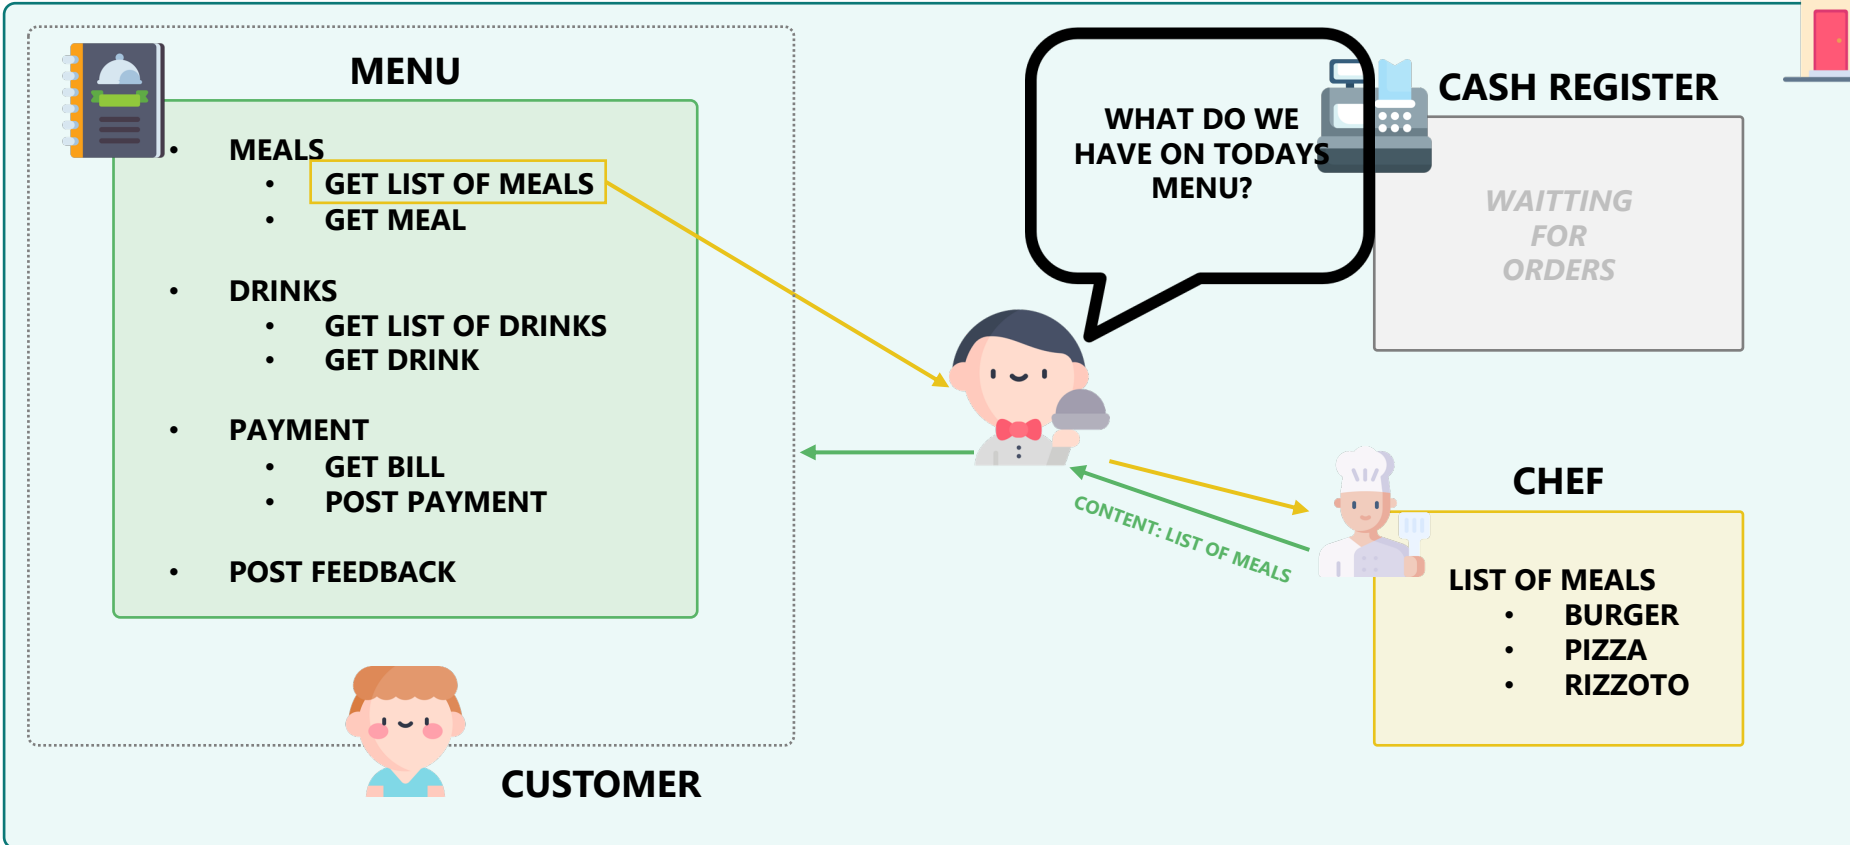 MENU
• MEALS
• GET LIST OF MEALS
• GET MEAL
• DRINKS
• GET LIST OF DRINKS
• GET DRINK
• PAYMENT
• GET BILL
• POST PAYMENT
• POST FEEDBACK
CUSTOMER
WHAT DO WE
HAVE ON TODAYS
MENU?
CASH REGISTER
WAITTING
FOR
ORDERS
CONTENT: LIST OF MEALS
CHEF
LIST OF MEALS
• BURGER
• PIZZA
• RIZZOTO